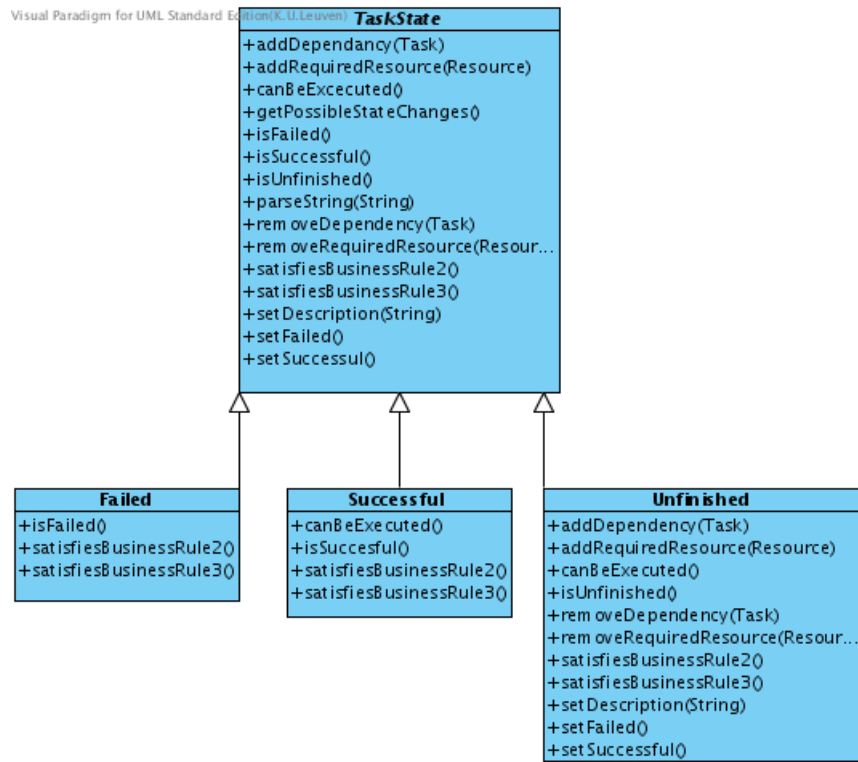 Visual Paradigm for UML Standard Edition(K.U.Leuven)
TaskState
+addDependancy(Task)
+addRequiredResource(Resource)
+canBeExcecuted()
+getPossibleStateChanges()
+isFailed()
+isSuccessful()
+isUnfinished()
+parseString(String)
+removeDependency(Task)
+removeRequiredResource(Resour...
+satisfiesBusinessRule2()
+satisfiesBusinessRule3()
+setDescription(String)
+setFailed()
+setSuccessul()
Failed
+isFailed()
+satisfiesBusinessRule2()
+satisfiesBusinessRule3()
Successful
+canBeExecuted()
+isSuccesful()
+satisfiesBusinessRule2()
+satisfiesBusinessRule3()
Unfinished
+addDependency(Task)
+addRequiredResource(Resource)
+canBeExecuted()
+isUnfinished()
+removeDependency(Task)
+removeRequiredResource(Resour...
+satisfiesBusinessRule2()
+satisfiesBusinessRule3()
+setDescription(String)
+setFailed()
+setSuccessful()